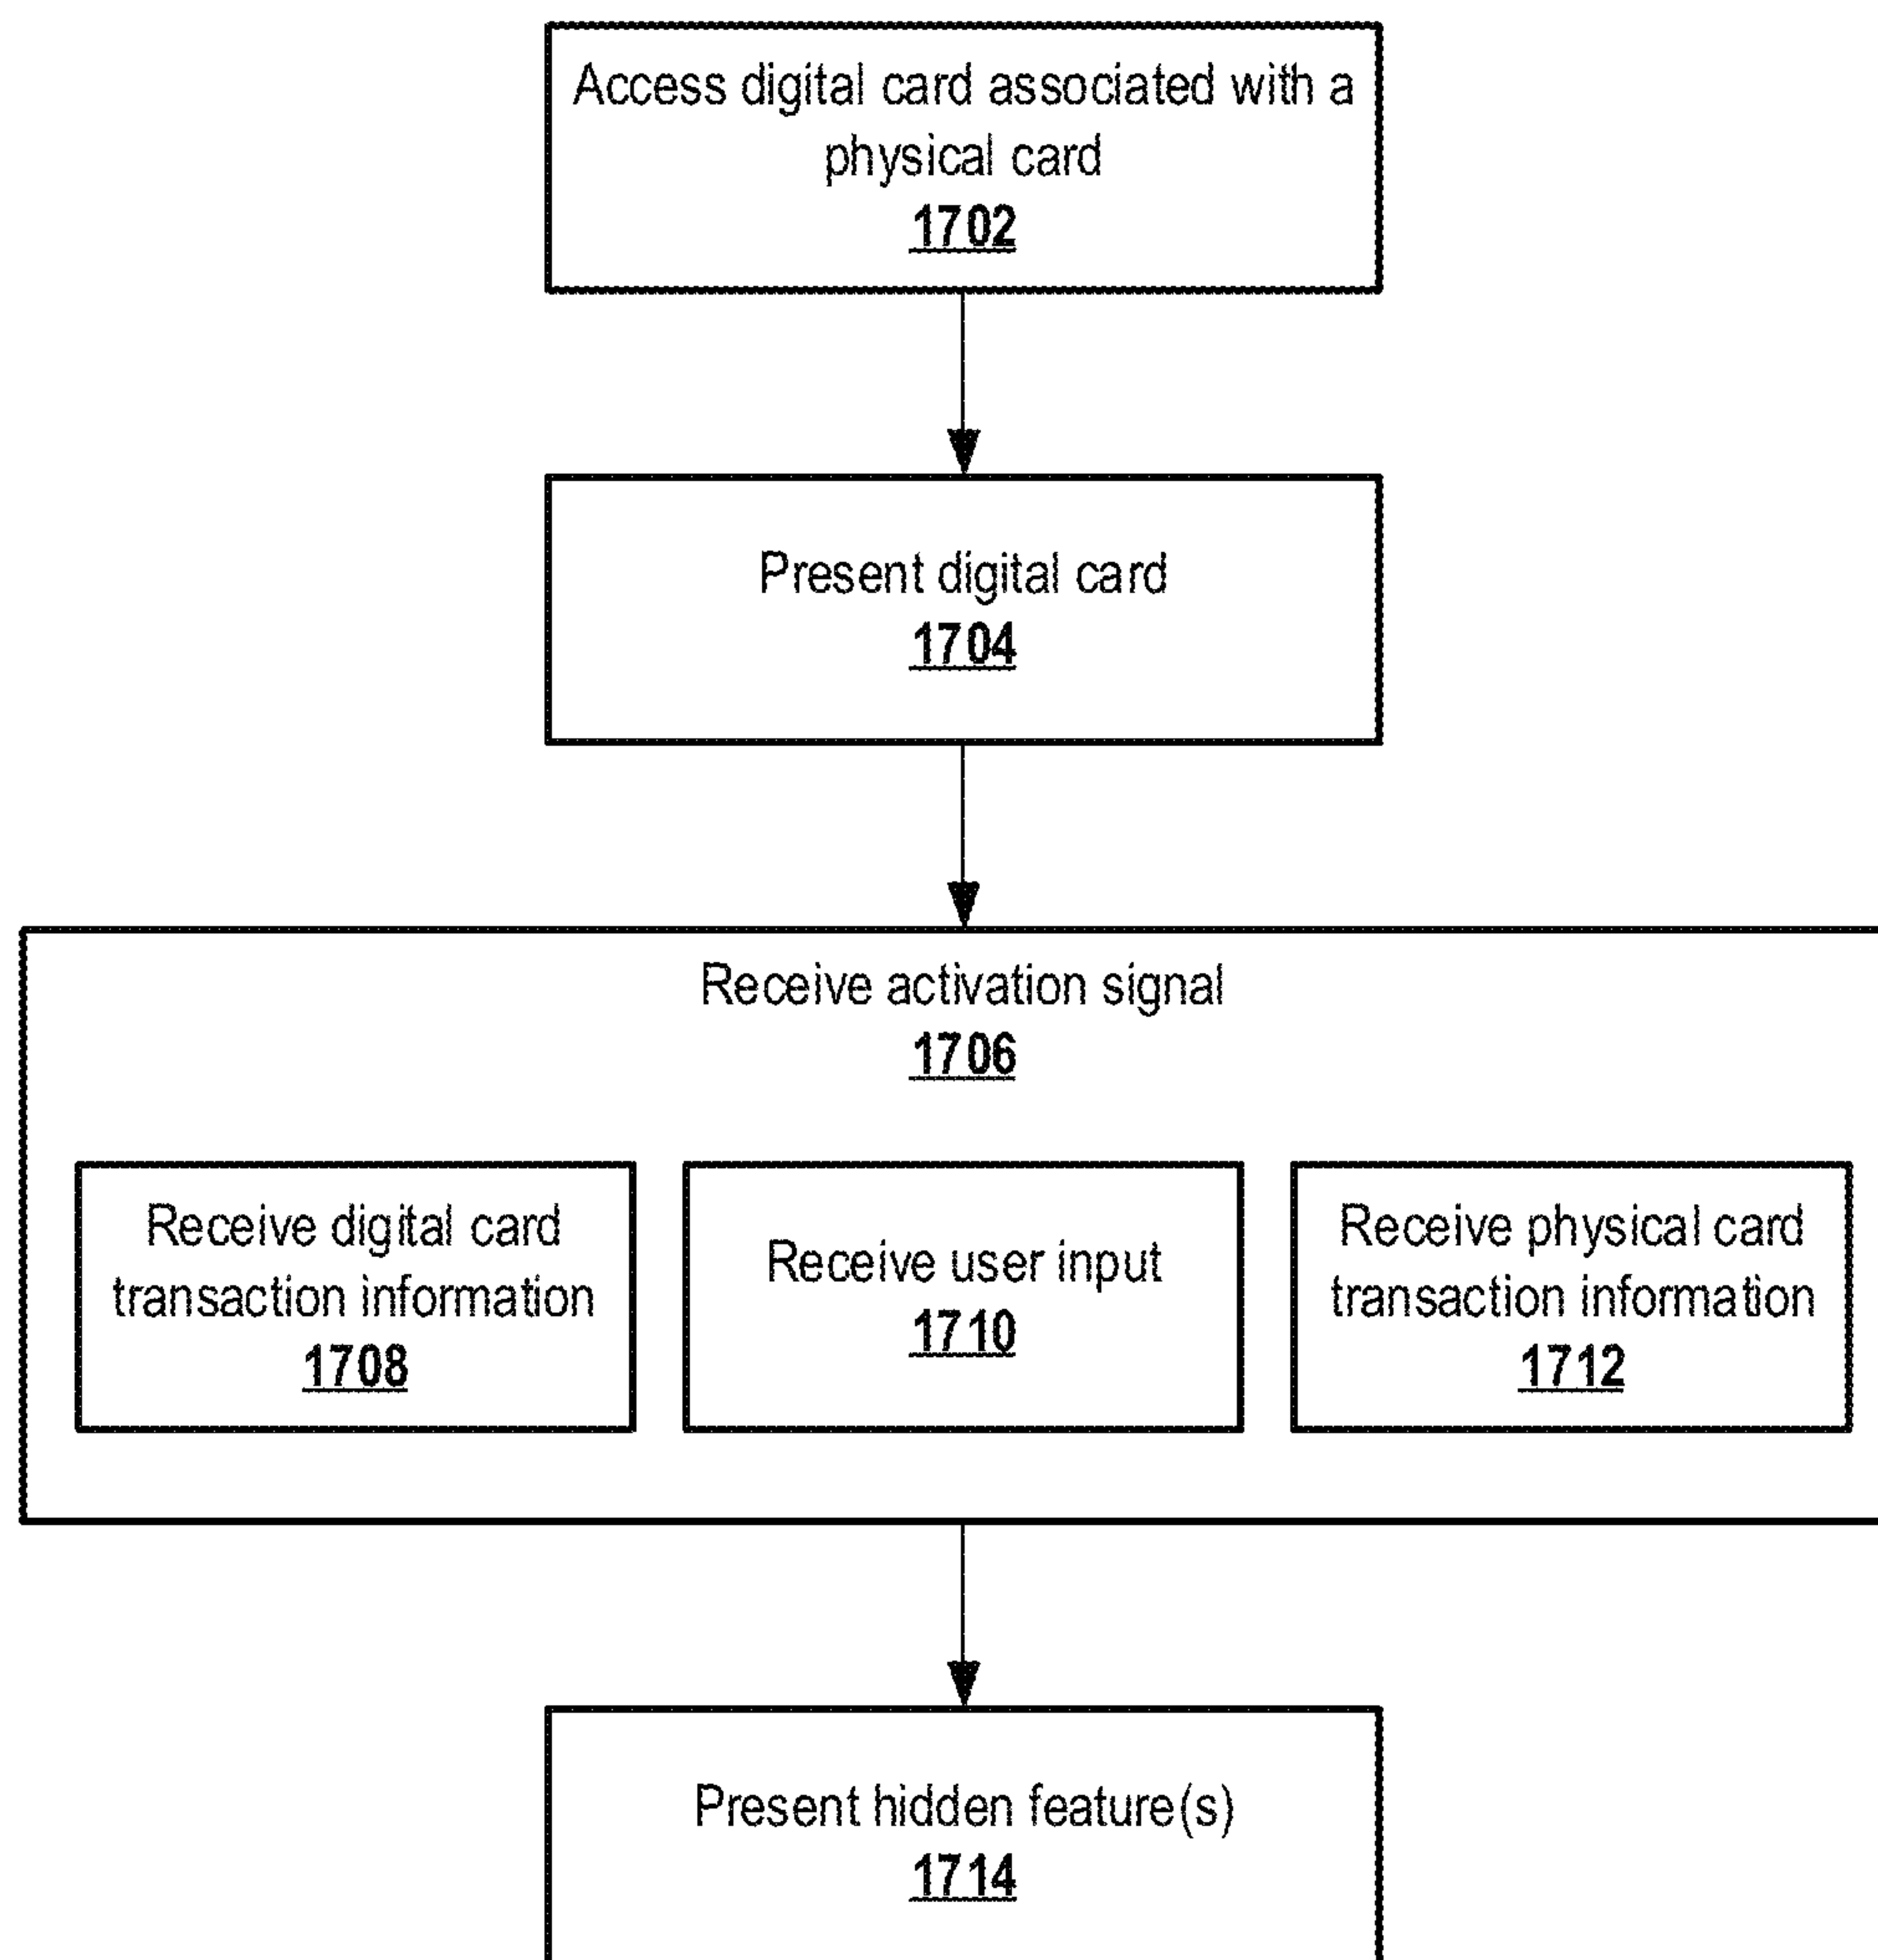 Access digital card associated with a
physical card
1702
Present digital card
1704
Receive activation signal
1706
Receive digital card
transaction information
1708
Receive user input
1710
Receive physical card
transaction information
1712
Present hidden feature(s)
1714